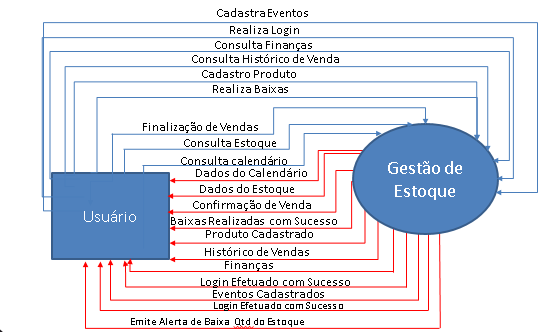 Cadastra Eventos
Realiza Login
Consulta Finanças
Consulta Histórico de Venda
Cadastro Produto
Realiza Baixas
Finalização de Vendas
Consulta Estoque
Consulta calendário
Dados do Calendário
Dados do Estoque
Confirmação de Venda
Baixas Realizadas com Sucesso
Produto Cadastrado
Histórico de Vendas
Finanças
Login Efetuado com Sucesso
Eventos Cadastrados
Login Efetuado com Sucesso
Emite Alerta de Baixa Qtd do Estoque
Usuário
Gestão de
Estoque